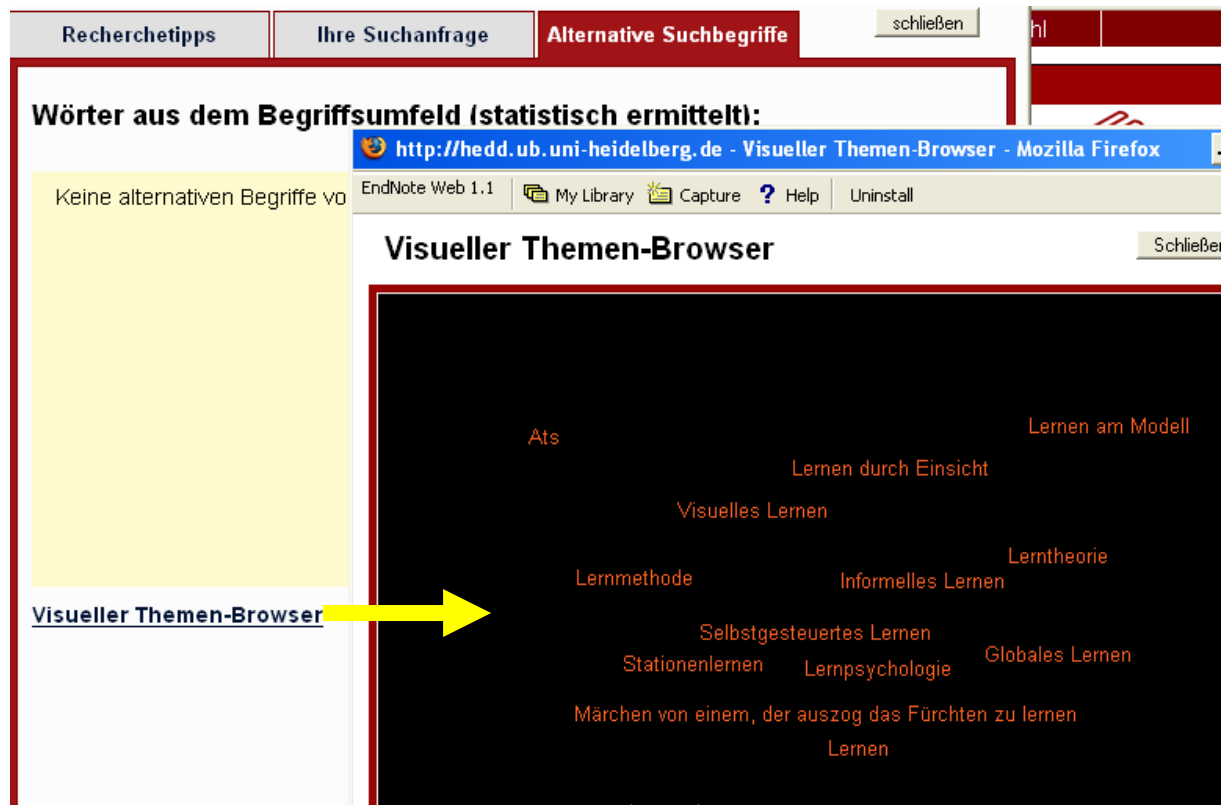 Recherchetipps
Ihre Suchanfrage
Alternative Suchbegriffe
schließen
hl
Wörter aus dem Begriffsumfeld (statistisch ermittelt):
Keine alternativen Begriffe vo
Visueller Themen-Browser
http://hedd.ub.uni-heidelberg.de - Visueller Themen-Browser - Mozilla Firefox
EndNote Web 1.1
My Library
Capture
? Help
Uninstall
Visueller Themen-Browser
Schließen
Lernen am Modell
Ats
Lernen durch Einsicht
Visuelles Lernen
Lerntheorie
Lernmethode
Informelles Lernen
Selbstgesteuertes Lernen
Globales Lernen
Stationenlernen
Lernpsychologie
Märchen von einem, der auszog das Fürchten zu lernen
Lernen